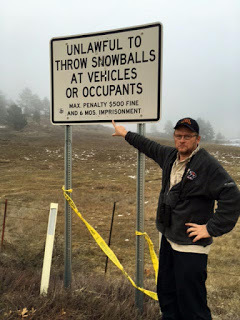 UNLAWFUL TO
THROW SNOWBALLS
AT VEHICLES
OR OCCUPANTS
MAX. PENALTY $500 FINE
AND 6 MOS. IMPRISONMENT